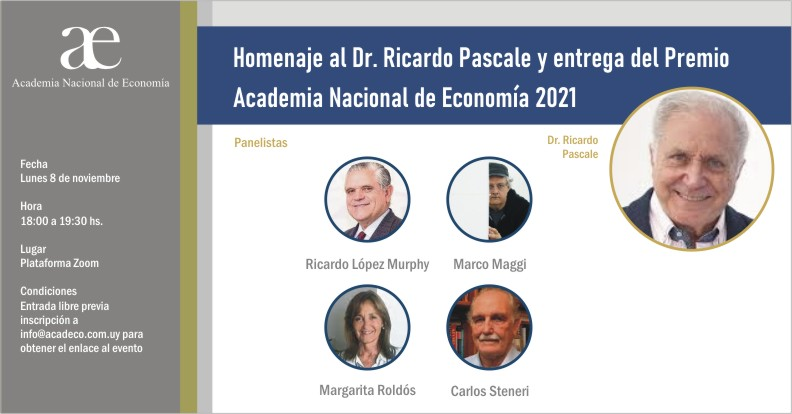 æ
Academia Nacional de Economía
Fecha
Lunes 8 de noviembre
Hora
18:00 a 19:30 hs.
Lugar
Plataforma Zoom
Condiciones
Entrada libre previa
inscripción a
info@acadeco.com.uy para
obtener el enlace al evento
Homenaje al Dr. Ricardo Pascale y entrega del Premio
Academia Nacional de Economía 2021
Panelistas
Dr. Ricardo
Pascale
Ricardo López Murphy
Marco Maggi
Margarita Roldós
Carlos Steneri